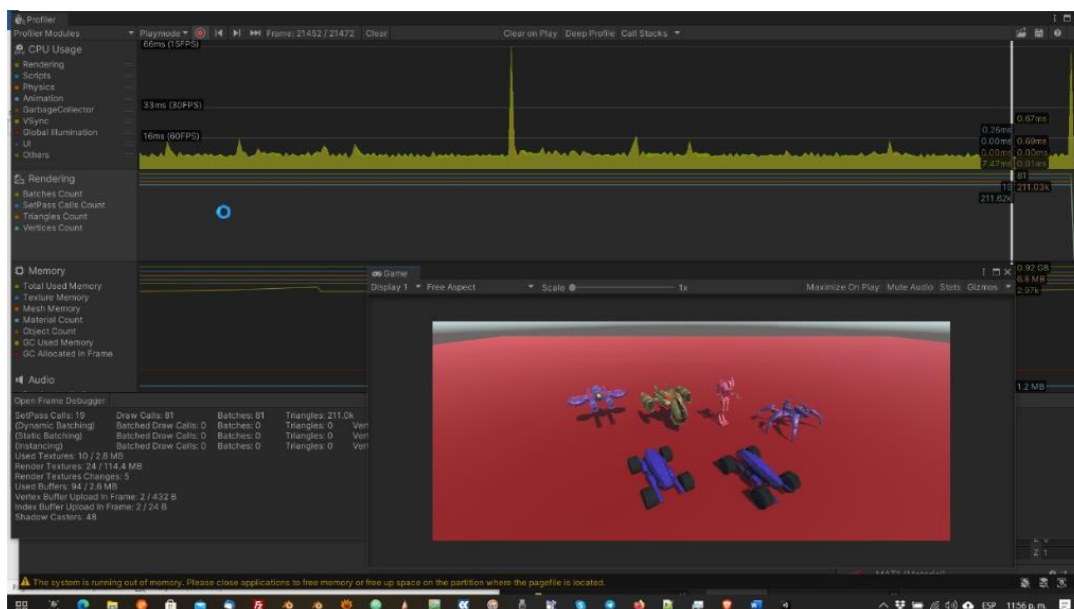 Profiler
Profiler Modules Playmode Frame: 21452 / 21472 Clear Clear on Play Deep Profile Call Stacks
CPU Usage
Rendering
Scripts
Physics
Animation
GarbageCollector
VSync
Global Illumination
UI
Others
66ms (15FPS)
33ms (30FPS)
16ms (60FPS)
0.67ms
0.26ms
0.00ms 0.69ms
0.00ms 0.00ms
7.47ms 0.01ms
Rendering
Batches Count
SetPass Calls Count
Triangles Count
Vertices Count
81
19 211.03k
211.62k
Memory
Total Used Memory
Texture Memory
Mesh Memory
Material Count
Object Count
GC Used Memory
GC Allocated In Frame
0.92 GB
6.8 MB
2.97k
Audio
1.2 MB
Game
Display 1 Free Aspect Scale 1x Maximize On Play Mute Audio Stats Gizmos
Open Frame Debugger
SetPass Calls: 19 Draw Calls: 81 Batches: 81 Triangles: 211.0k
(Dynamic Batching) Batched Draw Calls: 0 Batches: 0 Triangles: 0 Vert
(Static Batching) Batched Draw Calls: 0 Batches: 0 Triangles: 0 Vert
(Instancing) Batched Draw Calls: 0 Batches: 0 Triangles: 0 Vert
Used Textures: 10 / 2.8 MB
Render Textures: 24 / 114.4 MB
Render Textures Changes: 5
Used Buffers: 94 / 2.6 MB
Vertex Buffer Upload In Frame: 2 / 432 B
Index Buffer Upload In Frame: 2 / 24 B
Shadow Casters: 48
Z 1
The system is running out of memory. Please close applications to free memory or free up space on the partition where the pagefile is located.
ESP 11:56 p. m.